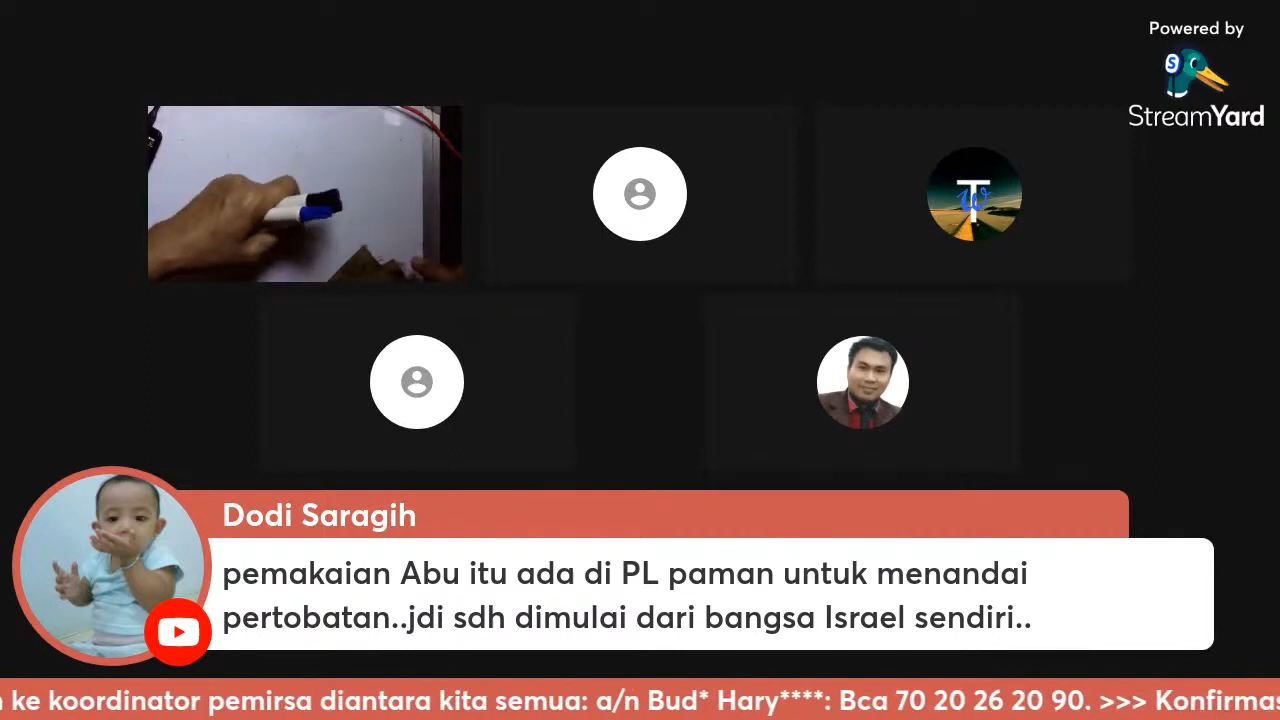 Powered by
StreamYard
Dodi Saragih
pemakaian Abu itu ada di PL paman untuk menandai
pertobatan..jdi sdh dimulai dari bangsa Israel sendiri..
ke koordinator pemirsa diantara kita semua: a/n Bud* Hary****: Bca 70 20 26 20 90. >>> Konfirmas